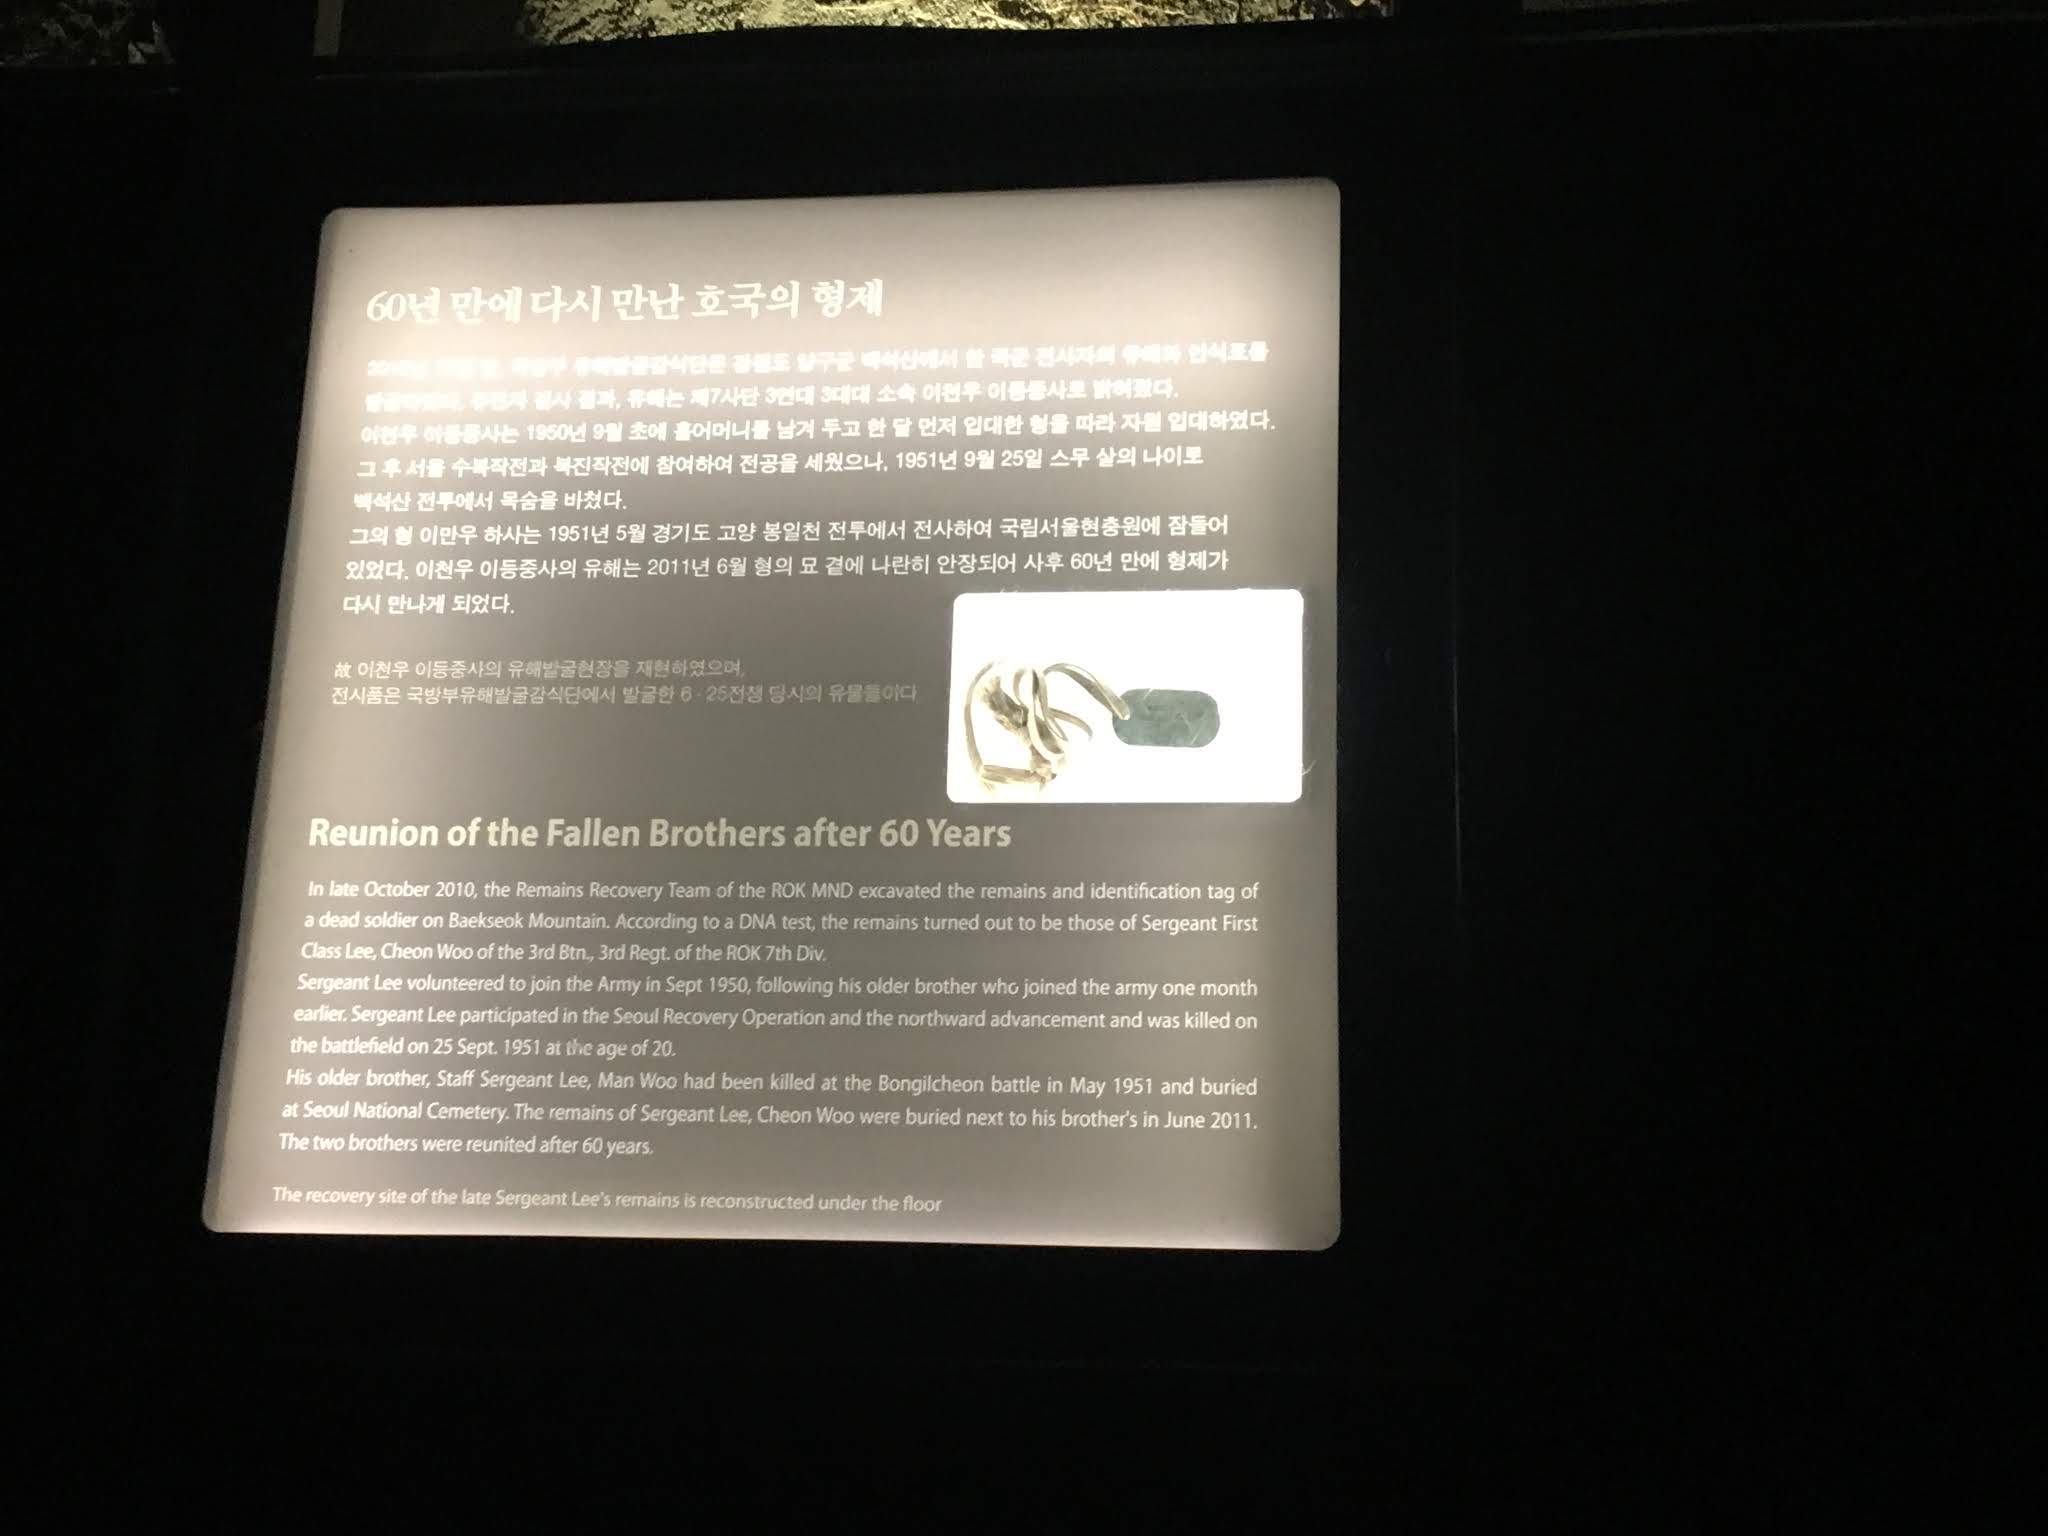 60년 만에 다시 만난 호국의 형제
유해발굴감식단은 강원도 양구군 백석산에서 한 국군 전사자의 유해와 인식표를
유전자 검사 결과, 유해는 제7사단 3연대 3대대 소속 이천우 이등중사로 밝혀졌다.
이천우 이등중사는 1950년 9월 초에 홀어머니를 남겨 두고 한 달 먼저 입대한 형을 따라 자원 입대하였다.
그 후 서울 수복작전과 북진작전에 참여하여 전공을 세웠으나, 1951년 9월 25일 스무 살의 나이로
백석산 전투에서 목숨을 바쳤다.
그의 형 이만우 하사는 1951년 5월 경기도 고양 봉일천 전투에서 전사하여 국립서울현충원에 잠들어
있었다. 이천우 이등중사의 유해는 2011년 6월 형의 묘 곁에 나란히 안장되어 사후 60년 만에 형제가
다시 만나게 되었다.
故 이천우 이등중사의 유해발굴현장을 재현하였으며,
전시품은 국방부유해발굴감식단에서 발굴한 6·25전쟁 당시의 유물들이다
Reunion of the Fallen Brothers after 60 Years
In late October 2010, the Remains Recovery Team of the ROK MND excavated the remains and identification tag of
a dead soldier on Baekseok Mountain. According to a DNA test, the remains turned out to be those of Sergeant First
Class Lee, Cheon Woo of the 3rd Btn., 3rd Regt. of the ROK 7th Div.
Sergeant Lee volunteered to join the Army in Sept 1950, following his older brother who joined the army one month
earlier. Sergeant Lee participated in the Seoul Recovery Operation and the northward advancement and was killed on
the battlefield on 25 Sept. 1951 at the age of 20.
His older brother, Staff Sergeant Lee, Man Woo had been killed at the Bongilcheon battle in May 1951 and buried
at Seoul National Cemetery. The remains of Sergeant Lee, Cheon Woo were buried next to his brother's in June 2011.
The two brothers were reunited after 60 years.
The recovery site of the late Sergeant Lee's remains is reconstructed under the floor